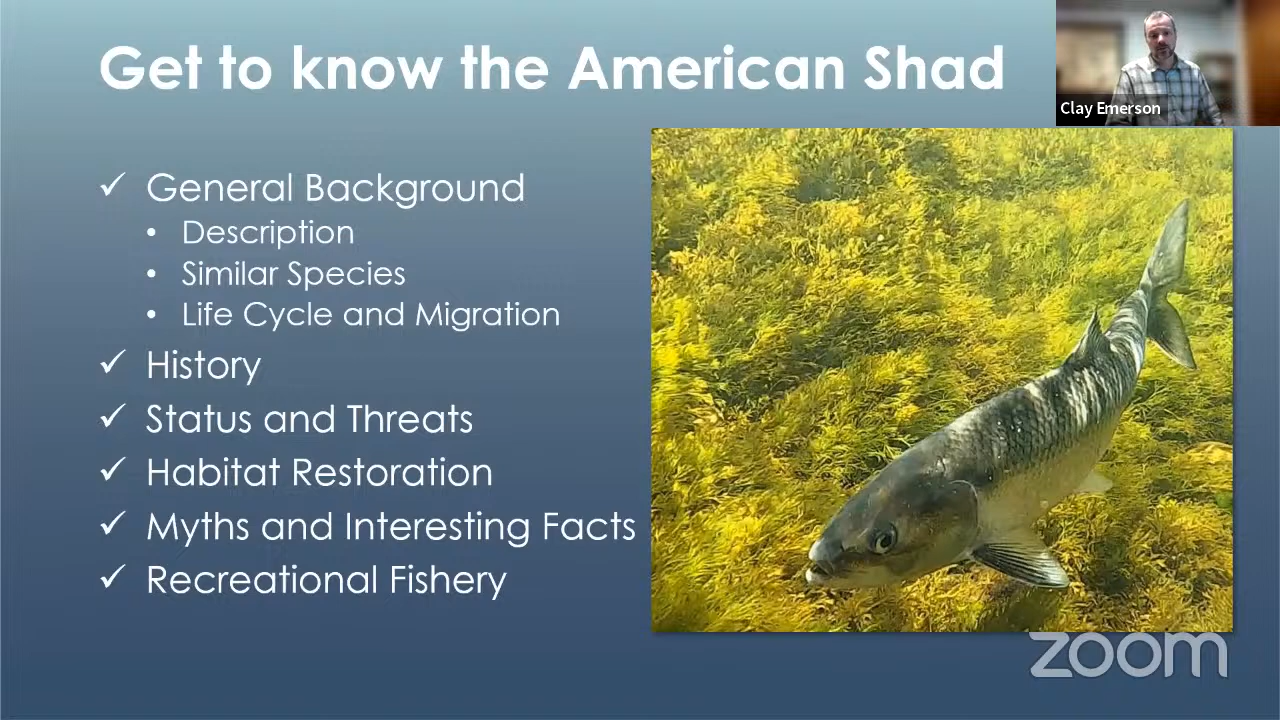 Get to know the American Shad
Clay Emerson
✓ General Background
• Description
• Similar Species
• Life Cycle and Migration
✓ History
✓ Status and Threats
✓ Habitat Restoration
✓ Myths and Interesting Facts
✓ Recreational Fishery
zoom